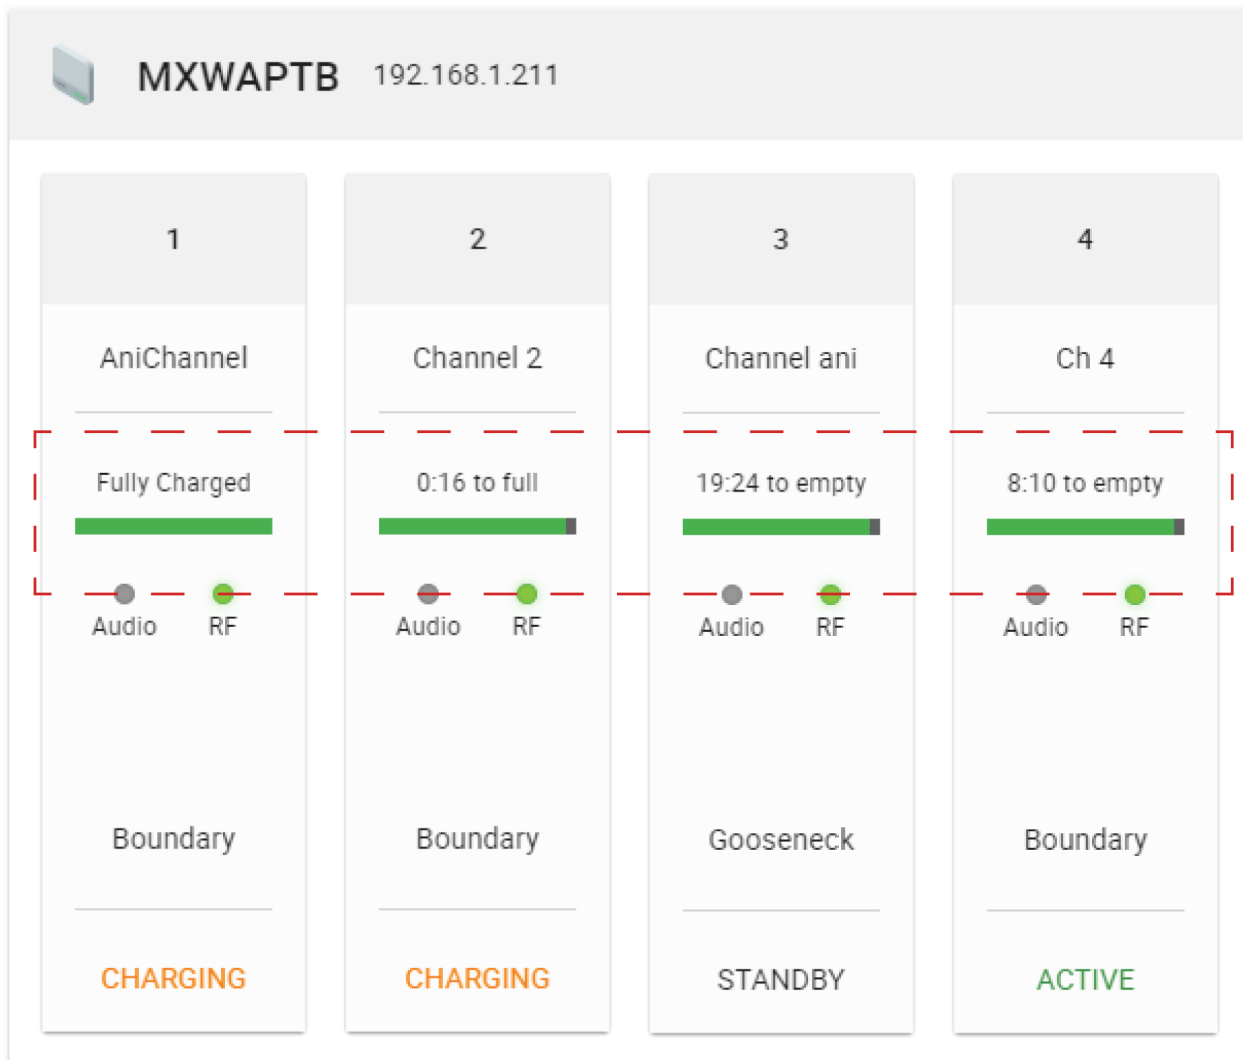 MXWAPTB 192.168.1.211
1 2 3 4
AniChannel Channel 2 Channel ani Ch 4
Fully Charged 0:16 to full 19:24 to empty 8:10 to empty
Audio RF Audio RF Audio RF Audio RF
Boundary Boundary Gooseneck Boundary
CHARGING CHARGING STANDBY ACTIVE